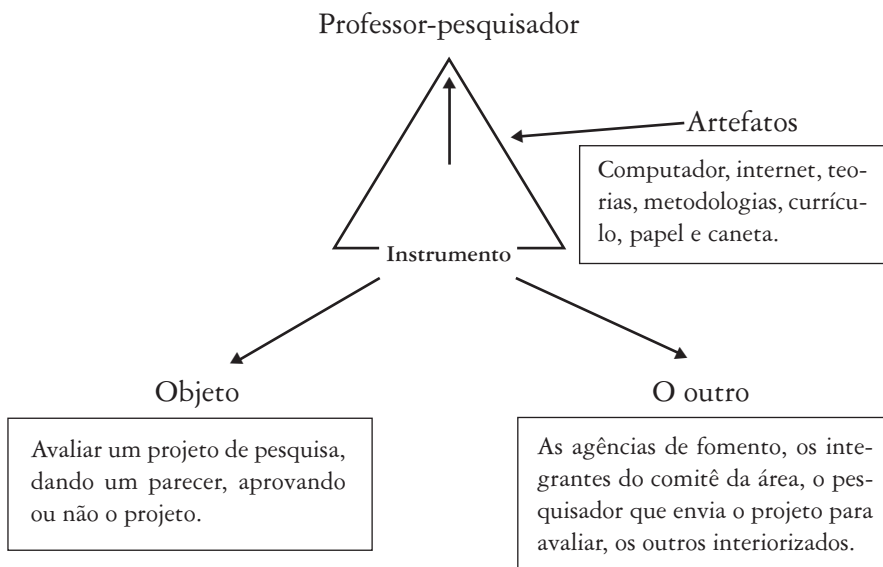 Professor-pesquisador
Artefatos
Computador, internet, teo-
rias, metodologias, currícu-
lo, papel e caneta.
Instrumento
Objeto
Avaliar um projeto de pesquisa,
dando um parecer, aprovando
ou não o projeto.
O outro
As agências de fomento, os inte-
grantes do comitê da área, o pes-
quisador que envia o projeto para
avaliar, os outros interiorizados.